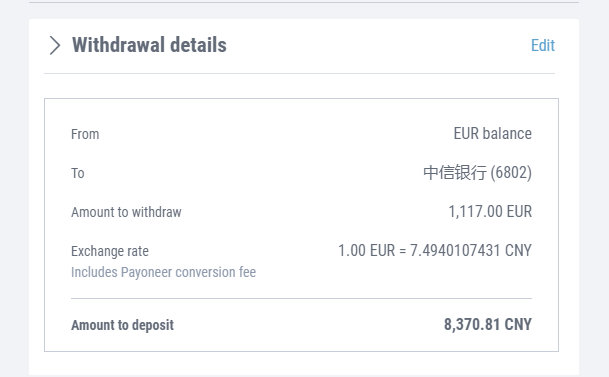 Withdrawal details Edit
From EUR balance
To 中信银行 (6802)
Amount to withdraw 1,117.00 EUR
Exchange rate 1.00 EUR = 7.4940107431 CNY
Includes Payoneer conversion fee
Amount to deposit 8,370.81 CNY